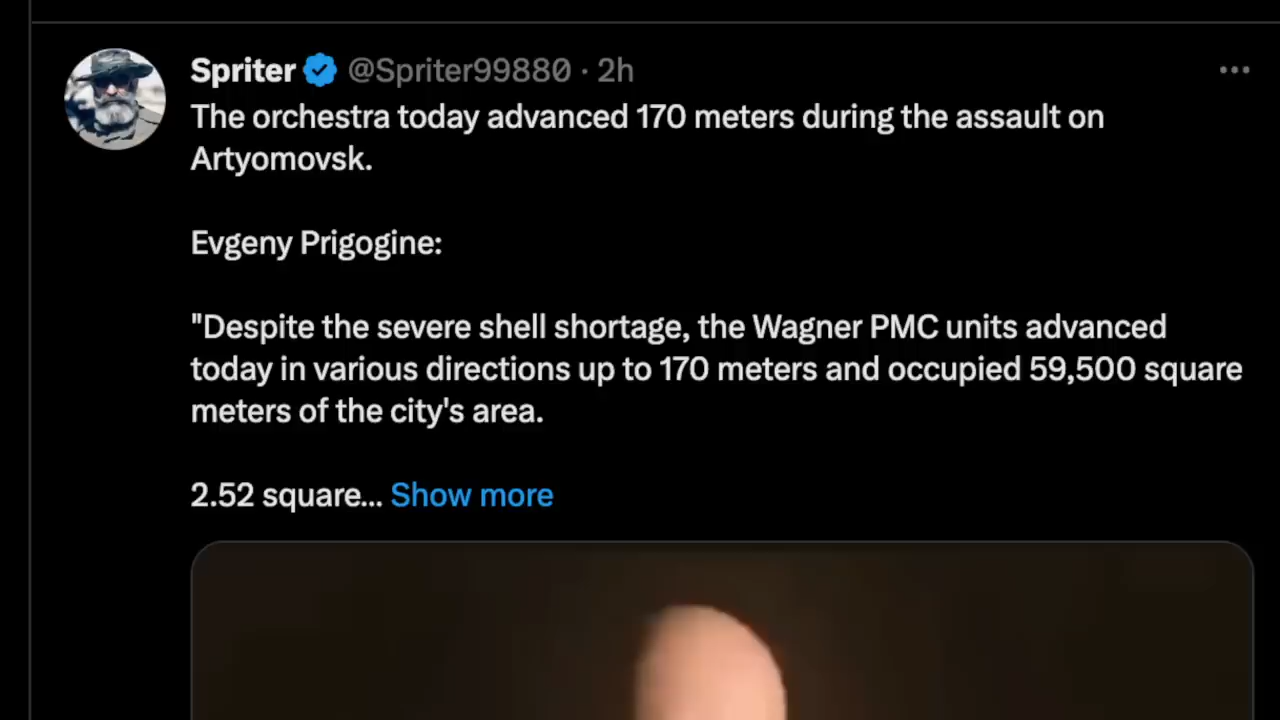 Spriter @Spriter99880 · 2h
The orchestra today advanced 170 meters during the assault on
Artyomovsk.
Evgeny Prigogine:
"Despite the severe shell shortage, the Wagner PMC units advanced
today in various directions up to 170 meters and occupied 59,500 square
meters of the city's area.
2.52 square... Show more